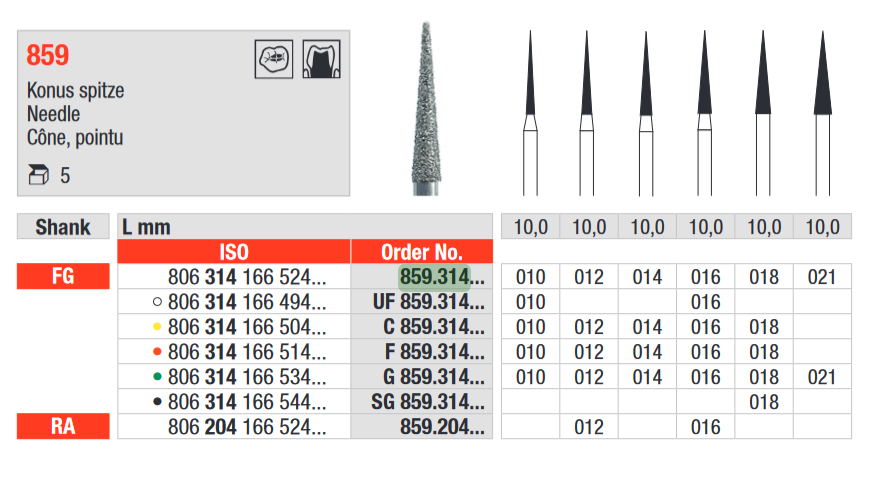 859
Konus spitze
Needle
Cône, pointu
5
Shank L mm 10,0 10,0 10,0 10,0 10,0 10,0
ISO Order No.
FG 806 314 166 524... 859.314... 010 012 014 016 018 021
806 314 166 494... UF 859.314... 010 016
806 314 166 504... C 859.314... 010 012 014 016 018
806 314 166 514... F 859.314... 010 012 014 016 018
806 314 166 534... G 859.314... 010 012 014 016 018 021
806 314 166 544... SG 859.314... 018
RA 806 204 166 524... 859.204... 012 016